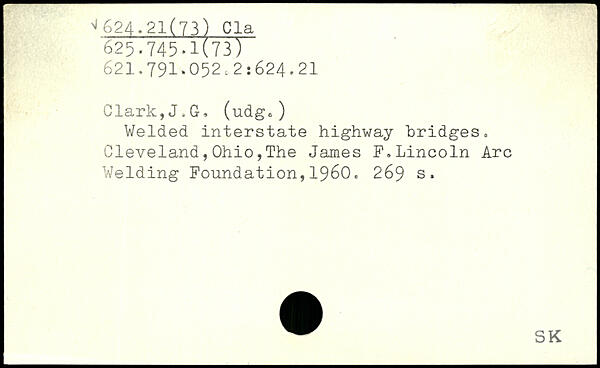 √624.21(73) Cla
625.745.1(73)
621.791.052.2:624.21
Clark,J.G. (udg.)
Welded interstate highway bridges.
Cleveland,Ohio,The James F.Lincoln Arc
Welding Foundation,1960. 269 s.
SK